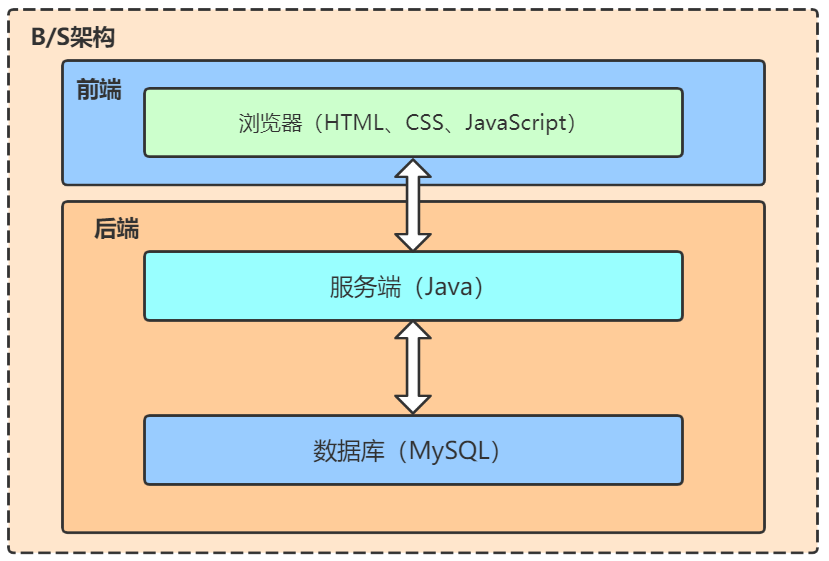 B/S架构
前端
浏览器（HTML、CSS、JavaScript）
后端
服务端（Java）
数据库（MySQL）